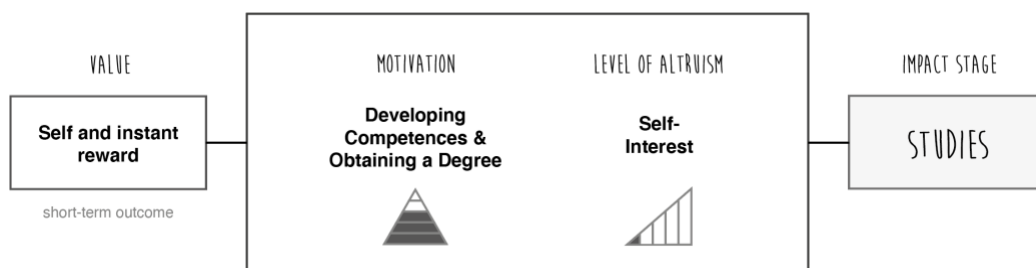 VALUE
Self and instant
reward
short-term outcome
MOTIVATION
Developing
Competences &
Obtaining a Degree
LEVEL OF ALTRUISM
Self-
Interest
IMPACT STAGE
STUDIES